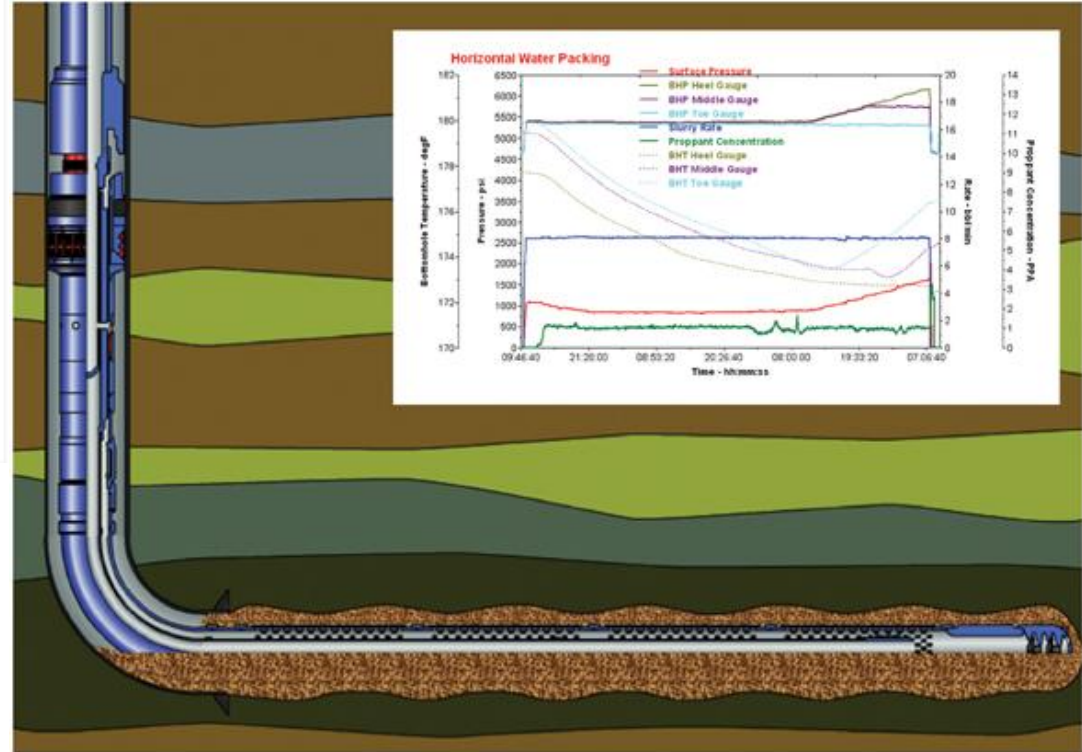 Horizontal Water Packing
Surface Pressure
BHP Heel Gauge
BHP Middle Gauge
BHP Toe Gauge
Slurry Rate
Proppant Concentration
BHT Heel Gauge
BHT Middle Gauge
BHT Toe Gauge
Bottomhole Temperature - degF
182
180
178
176
174
172
170
Pressure - psi
6500
6000
5500
5000
4500
4000
3500
3000
2500
2000
1500
1000
500
0
Rate - bbl/min
20
18
16
14
12
10
8
6
4
2
0
Proppant Concentration - PPA
14
13
12
11
10
9
8
7
6
5
4
3
2
1
0
09:46:40 21:20:00 08:53:20 20:26:40 08:00:00 19:33:20 07:06:40
Time - hh:mm:ss